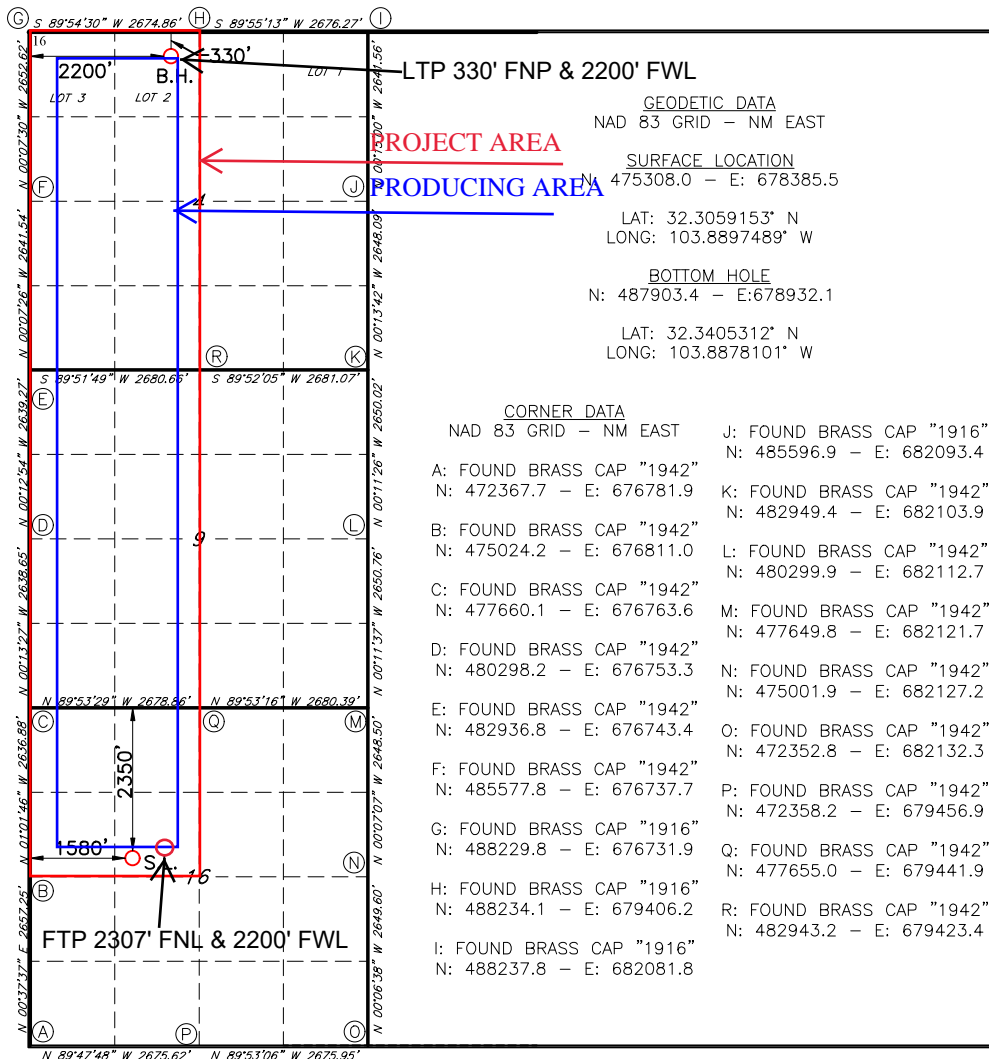 G S 89°54'30" W 2674.86' H S 89°55'13" W 2676.27' I
16
2200'
330'
B.H.
LOT 1
LOT 3
LOT 2
LTP 330' FNP & 2200' FWL
N 00°07'30" W 2652.62'
N 00°15'00" W 2641.56'
PROJECT AREA
PRODUCING AREA
F
4
J
N 00°07'26" W 2641.54'
N 00°13'42" W 2648.09'
R
K
S 89°51'49" W 2680.66' S 89°52'05" W 2681.07'
E
N 00°12'54" W 2639.27'
N 00°11'26" W 2650.02'
D
9
L
N 00°13'27" W 2638.65'
N 00°11'37" W 2650.76'
N 89°53'29" W 2678.86' N 89°53'16" W 2680.39'
C
Q
M
2350'
N 01°01'46" W 2636.88'
N 00°07'07" W 2648.50'
1580'
N
B
16
FTP 2307' FNL & 2200' FWL
N 00°37'37" E 2657.25'
N 00°06'38" W 2649.60'
A
P
O
N 89°47'48" W 2675.62' N 89°53'06" W 2675.95'
GEODETIC DATA
NAD 83 GRID – NM EAST
SURFACE LOCATION
N: 475308.0 – E: 678385.5
LAT: 32.3059153° N
LONG: 103.8897489° W
BOTTOM HOLE
N: 487903.4 – E:678932.1
LAT: 32.3405312° N
LONG: 103.8878101° W
CORNER DATA
NAD 83 GRID – NM EAST
A: FOUND BRASS CAP "1942"
N: 472367.7 – E: 676781.9
B: FOUND BRASS CAP "1942"
N: 475024.2 – E: 676811.0
C: FOUND BRASS CAP "1942"
N: 477660.1 – E: 676763.6
D: FOUND BRASS CAP "1942"
N: 480298.2 – E: 676753.3
E: FOUND BRASS CAP "1942"
N: 482936.8 – E: 676743.4
F: FOUND BRASS CAP "1942"
N: 485577.8 – E: 676737.7
G: FOUND BRASS CAP "1916"
N: 488229.8 – E: 676731.9
H: FOUND BRASS CAP "1916"
N: 488234.1 – E: 679406.2
I: FOUND BRASS CAP "1916"
N: 488237.8 – E: 682081.8
J: FOUND BRASS CAP "1916"
N: 485596.9 – E: 682093.4
K: FOUND BRASS CAP "1942"
N: 482949.4 – E: 682103.9
L: FOUND BRASS CAP "1942"
N: 480299.9 – E: 682112.7
M: FOUND BRASS CAP "1942"
N: 477649.8 – E: 682121.7
N: FOUND BRASS CAP "1942"
N: 475001.9 – E: 682127.2
O: FOUND BRASS CAP "1942"
N: 472352.8 – E: 682132.3
P: FOUND BRASS CAP "1942"
N: 472358.2 – E: 679456.9
Q: FOUND BRASS CAP "1942"
N: 477655.0 – E: 679441.9
R: FOUND BRASS CAP "1942"
N: 482943.2 – E: 679423.4